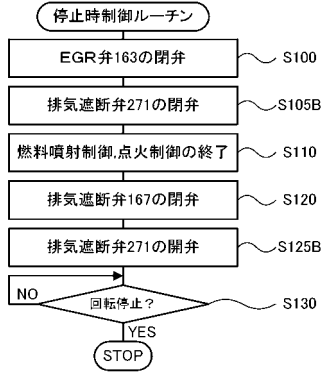 停止時制御ルーチン
EGR弁163の閉弁
S100
排気遮断弁271の閉弁
S105B
燃料噴射制御,点火制御の終了
S110
排気遮断弁167の閉弁
S120
排気遮断弁271の開弁
S125B
NO
回転停止?
S130
YES
STOP